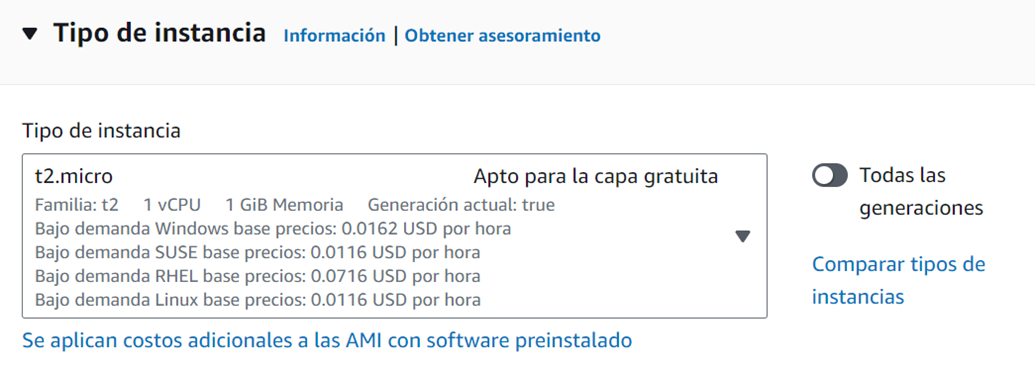 Tipo de instancia Información | Obtener asesoramiento
Tipo de instancia
t2.micro Apto para la capa gratuita
Familia: t2 1 vCPU 1 GiB Memoria Generación actual: true
Bajo demanda Windows base precios: 0.0162 USD por hora
Bajo demanda SUSE base precios: 0.0116 USD por hora
Bajo demanda RHEL base precios: 0.0716 USD por hora
Bajo demanda Linux base precios: 0.0116 USD por hora
Todas las
generaciones
Comparar tipos de
instancias
Se aplican costos adicionales a las AMI con software preinstalado